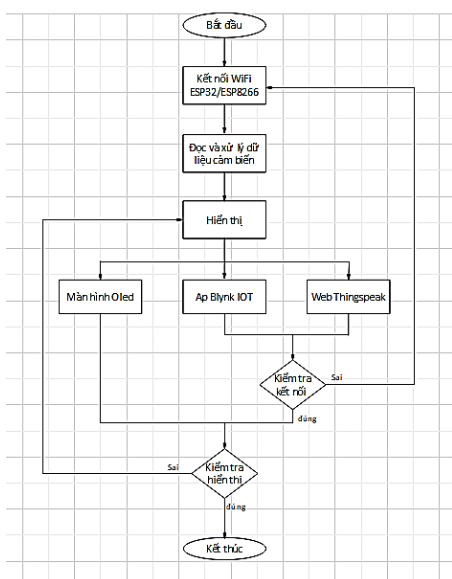 Bắt đầu
Kết nối WiFi
ESP32/ESP8266
Đọc và xử lý dữ
liệu cảm biến
Hiển thị
Màn hình Oled
Ap Blynk IOT
Web Thingspeak
Kiểm tra
kết nối
Sai
đúng
Sai
Kiểm tra
hiển thị
đúng
Kết thúc